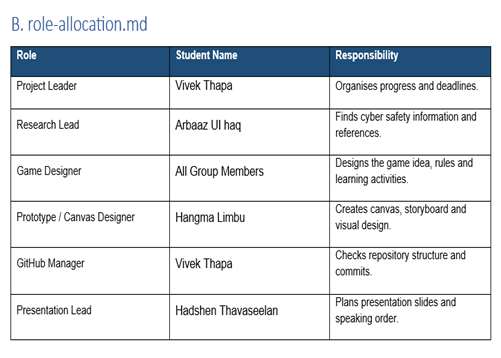 B. role-allocation.md
Role Student Name Responsibility
Project Leader Vivek Thapa Organises progress and deadlines.
Research Lead Arbaaz Ul haq Finds cyber safety information and
references.
Game Designer All Group Members Designs the game idea, rules and
learning activities.
Prototype / Canvas Designer Hangma Limbu Creates canvas, storyboard and
visual design.
GitHub Manager Vivek Thapa Checks repository structure and
commits.
Presentation Lead Hadshen Thavaseelan Plans presentation slides and
speaking order.